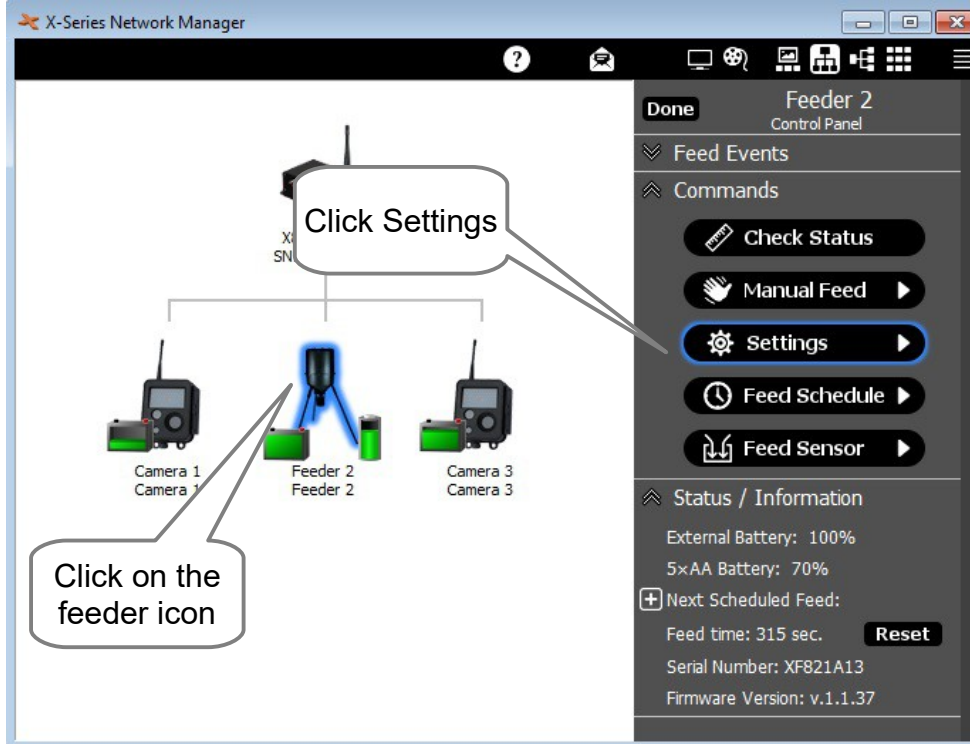 X-Series Network Manager
?
Done
Feeder 2
Control Panel
Feed Events
Commands
Check Status
Manual Feed
Settings
Feed Schedule
Feed Sensor
Status / Information
External Battery: 100%
5×AA Battery: 70%
+ Next Scheduled Feed:
Feed time: 315 sec. Reset
Serial Number: XF821A13
Firmware Version: v.1.1.37
Click Settings
X
SN
Camera 1
Camera 1
Feeder 2
Feeder 2
Camera 3
Camera 3
Click on the
feeder icon